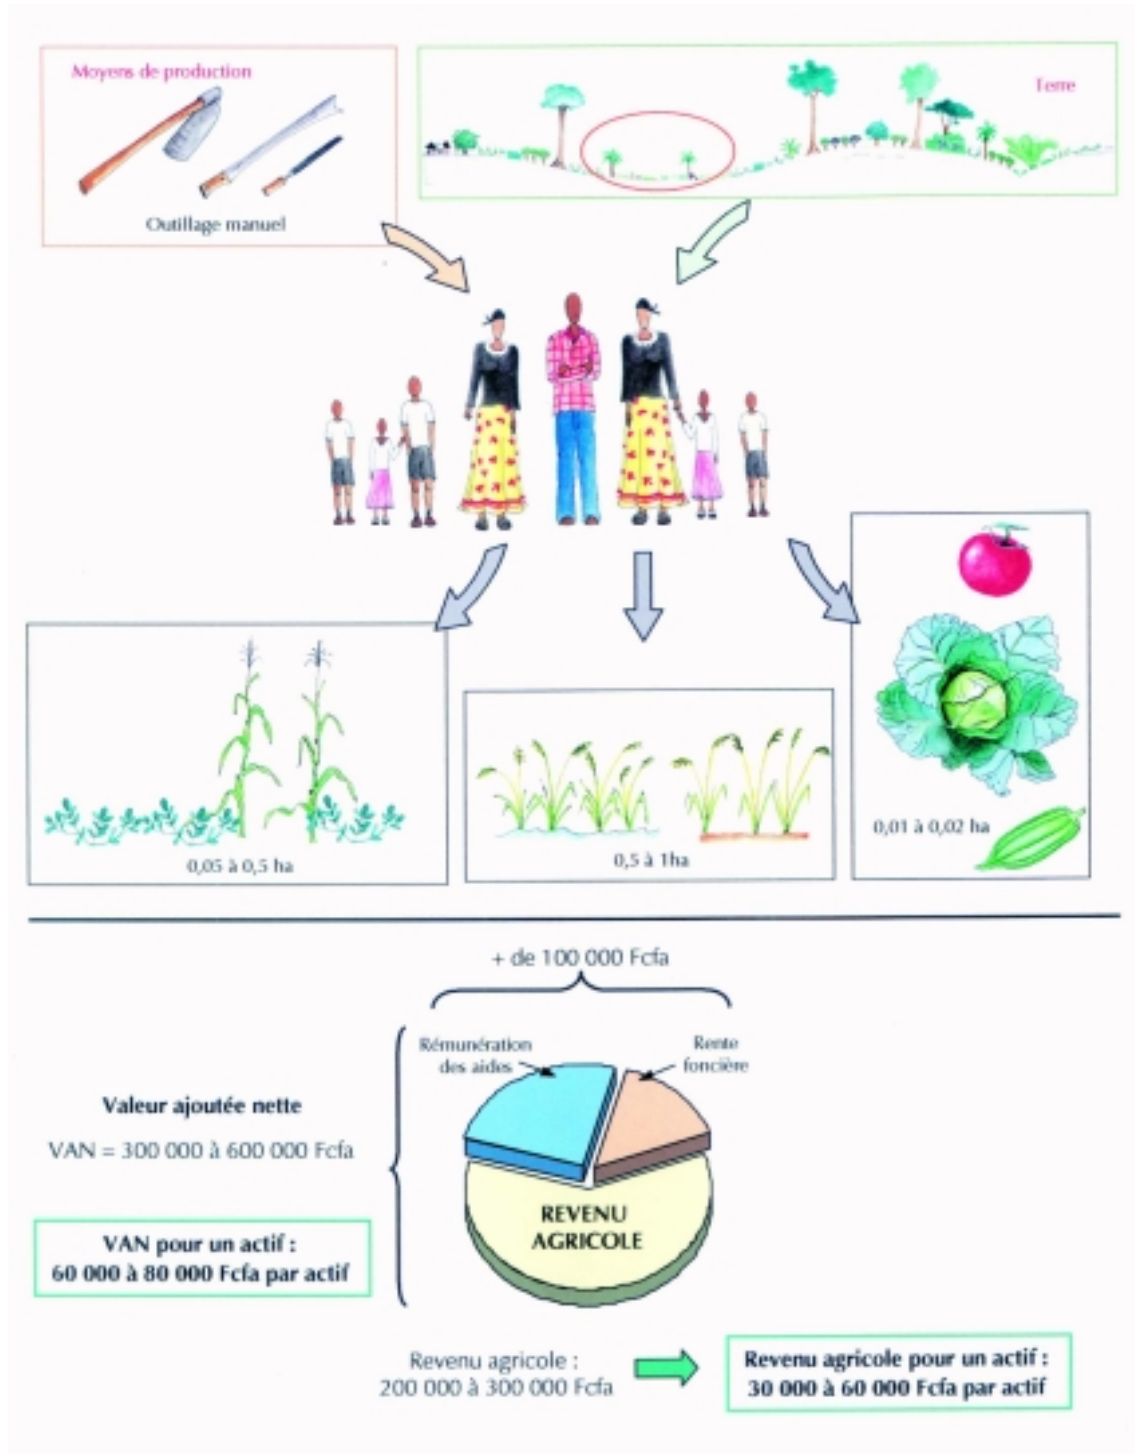 Moyens de production
Terre
Outillage manuel
0,05 à 0,5 ha
0,5 à 1ha
0,01 à 0,02 ha
+ de 100 000 Fcfa
Rémunération
des aides
Rente
foncière
Valeur ajoutée nette
VAN = 300 000 à 600 000 Fcfa
REVENU
AGRICOLE
VAN pour un actif :
60 000 à 80 000 Fcfa par actif
Revenu agricole :
200 000 à 300 000 Fcfa
Revenu agricole pour un actif :
30 000 à 60 000 Fcfa par actif